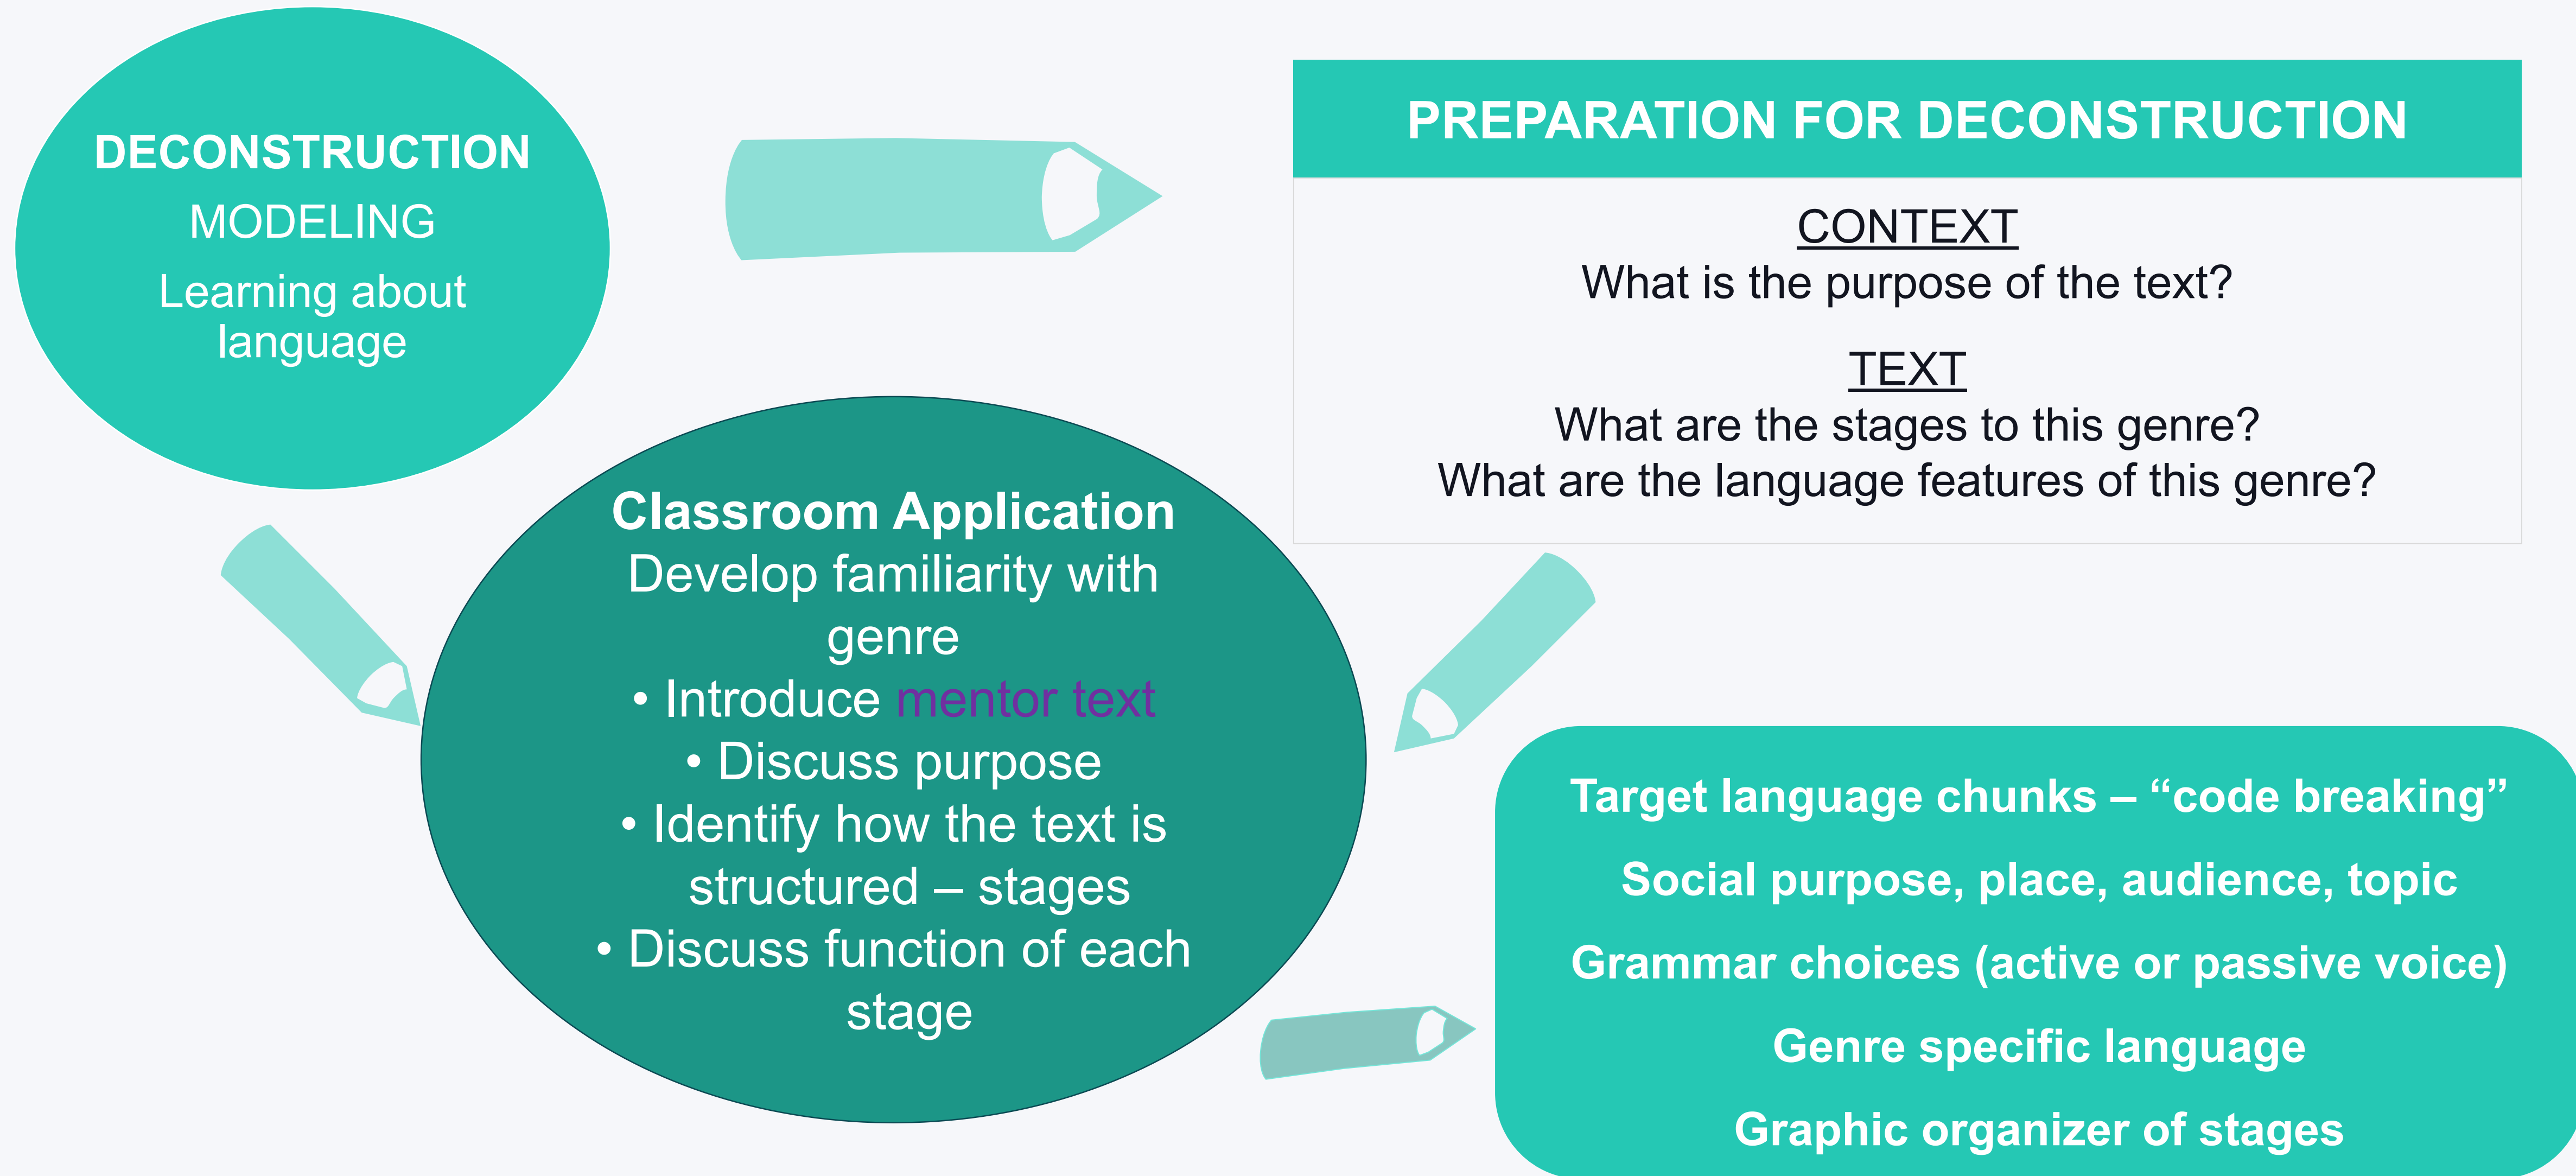 DECONSTRUCTION
MODELING
Learning about
language
PREPARATION FOR DECONSTRUCTION
CONTEXT
What is the purpose of the text?
TEXT
What are the stages to this genre?
What are the language features of this genre?
Classroom Application
Develop familiarity with
genre
• Introduce mentor text
• Discuss purpose
• Identify how the text is
structured – stages
• Discuss function of each
stage
Target language chunks – “code breaking”
Social purpose, place, audience, topic
Grammar choices (active or passive voice)
Genre specific language
Graphic organizer of stages